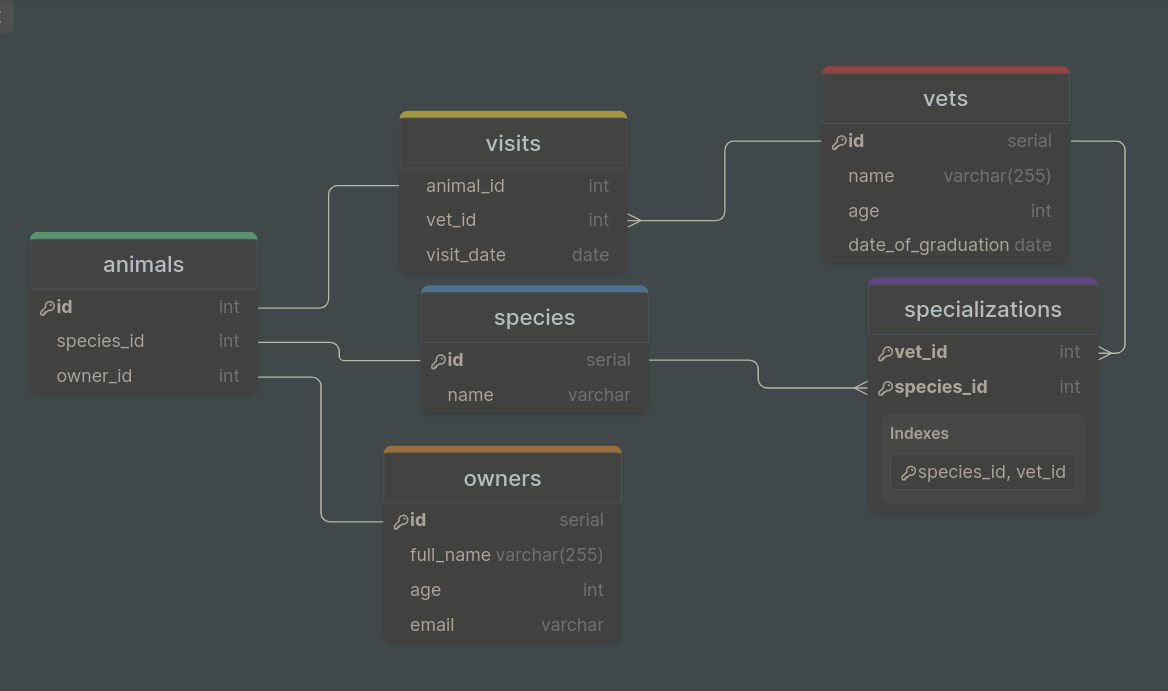 visits
animal_id int
vet_id int
visit_date date
vets
id serial
name varchar(255)
age int
date_of_graduation date
animals
id int
species_id int
owner_id int
species
id serial
name varchar
specializations
vet_id int
species_id int
Indexes
species_id, vet_id
owners
id serial
full_name varchar(255)
age int
email varchar